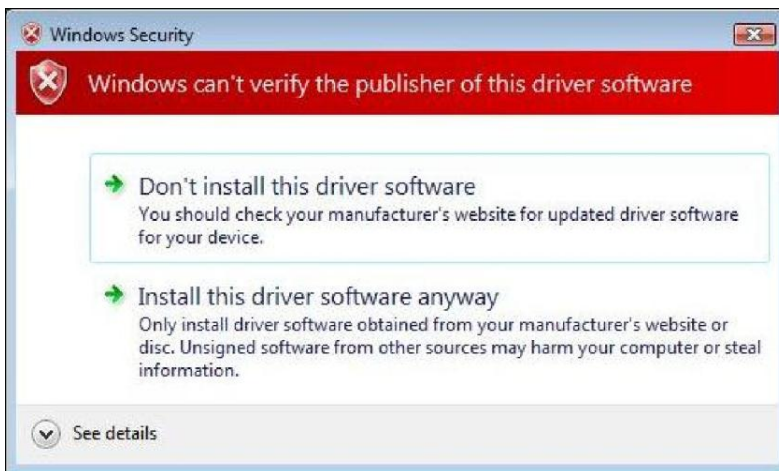 Windows Security
Windows can't verify the publisher of this driver software
Don't install this driver software
You should check your manufacturer's website for updated driver software
for your device.
Install this driver software anyway
Only install driver software obtained from your manufacturer's website or
disc. Unsigned software from other sources may harm your computer or steal
information.
See details